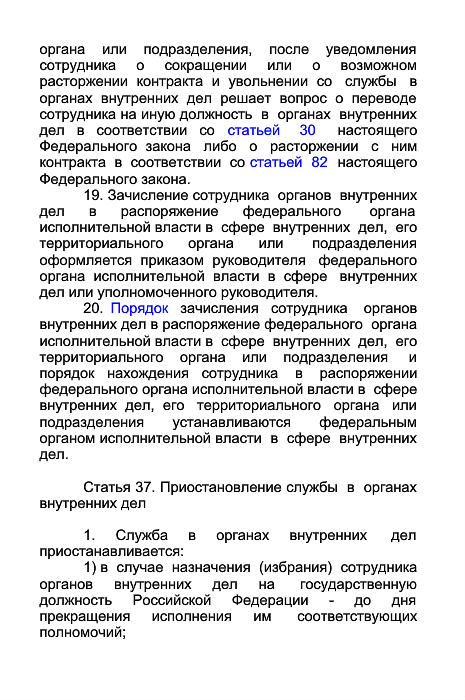 органа или подразделения, после уведомления
сотрудника о сокращении или о возможном
расторжении контракта и увольнении со службы в
органах внутренних дел решает вопрос о переводе
сотрудника на иную должность в органах внутренних
дел в соответствии со статьей 30 настоящего
Федерального закона либо о расторжении с ним
контракта в соответствии со статьей 82 настоящего
Федерального закона.
19. Зачисление сотрудника органов внутренних
дел в распоряжение федерального органа
исполнительной власти в сфере внутренних дел, его
территориального органа или подразделения
оформляется приказом руководителя федерального
органа исполнительной власти в сфере внутренних
дел или уполномоченного руководителя.
20. Порядок зачисления сотрудника органов
внутренних дел в распоряжение федерального органа
исполнительной власти в сфере внутренних дел, его
территориального органа или подразделения и
порядок нахождения сотрудника в распоряжении
федерального органа исполнительной власти в сфере
внутренних дел, его территориального органа или
подразделения устанавливаются федеральным
органом исполнительной власти в сфере внутренних
дел.
Статья 37. Приостановление службы в органах
внутренних дел
1. Служба в органах внутренних дел
приостанавливается:
1) в случае назначения (избрания) сотрудника
органов внутренних дел на государственную
должность Российской Федерации - до дня
прекращения исполнения им соответствующих
полномочий;